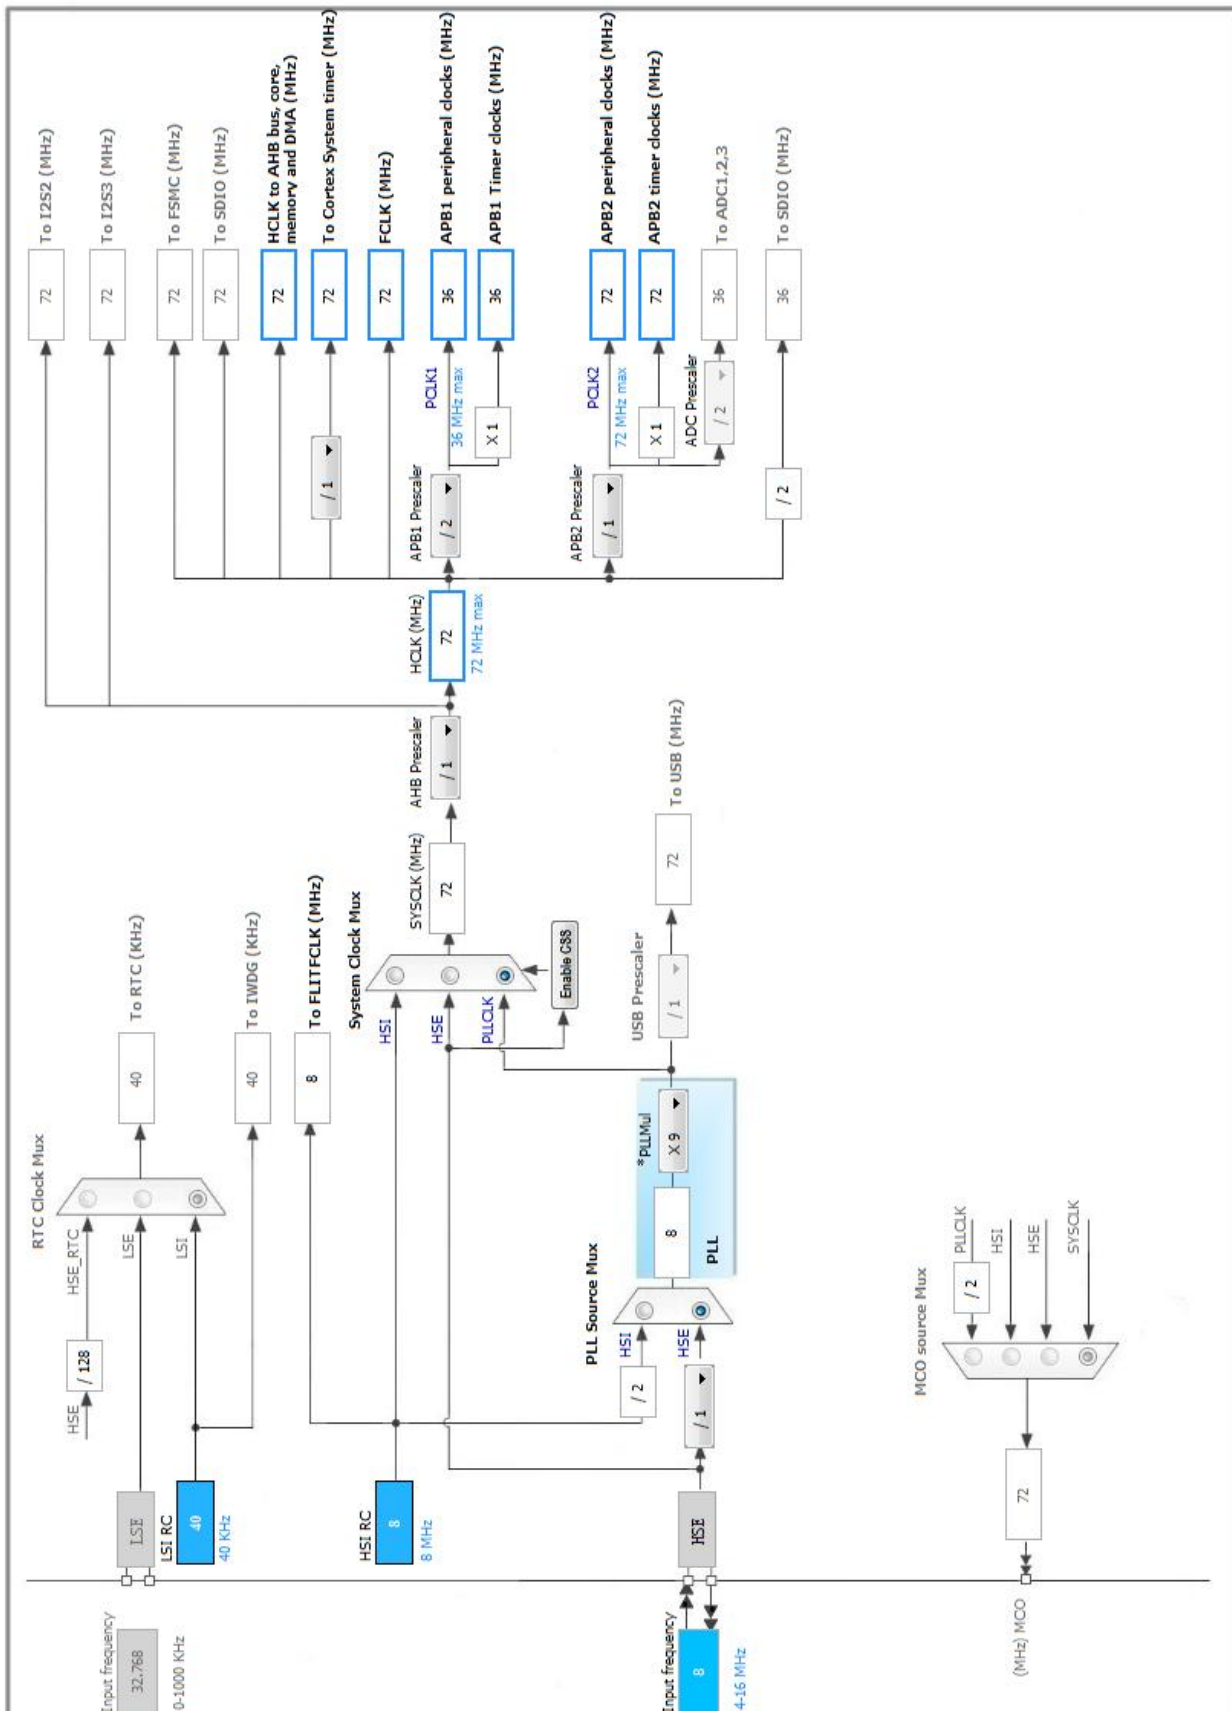 Input frequency
32.768
0-1000 KHz
LSE
LSI RC
40
40 KHz
HSE
/ 128
HSE_RTC
LSE
LSI
RTC Clock Mux
40
To RTC (KHz)
40
To IWDG (KHz)
HSI RC
8
8 MHz
8
To FLITFCLK (MHz)
System Clock Mux
HSI
HSE
PLLCLK
Enable CSS
SYSCLK (MHz)
72
AHB Prescaler
/ 1
HCLK (MHz)
72
72 MHz max
Input frequency
8
4-16 MHz
HSE
/ 2
/ 1
PLL Source Mux
HSI
HSE
8
*PLLMul
X 9
PLL
USB Prescaler
/ 1
72
To USB (MHz)
72
To I2S2 (MHz)
72
To I2S3 (MHz)
72
To FSMC (MHz)
72
To SDIO (MHz)
72
HCLK to AHB bus, core,
memory and DMA (MHz)
/ 1
72
To Cortex System timer (MHz)
72
FCLK (MHz)
APB1 Prescaler
/ 2
PCLK1
36 MHz max
36
APB1 peripheral clocks (MHz)
X 1
36
APB1 Timer clocks (MHz)
APB2 Prescaler
/ 1
PCLK2
72 MHz max
72
APB2 peripheral clocks (MHz)
X 1
72
APB2 timer clocks (MHz)
ADC Prescaler
/ 2
36
To ADC1,2,3
/ 2
36
To SDIO (MHz)
MCO source Mux
(MHz) MCO
72
/ 2
PLLCLK
HSI
HSE
SYSCLK